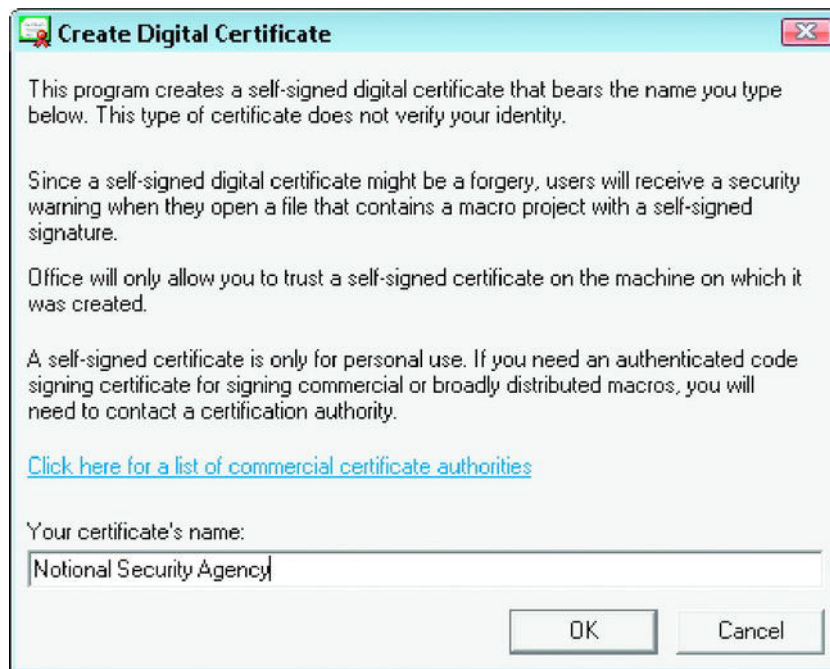 Create Digital Certificate
This program creates a self-signed digital certificate that bears the name you type
below. This type of certificate does not verify your identity.
Since a self-signed digital certificate might be a forgery, users will receive a security
warning when they open a file that contains a macro project with a self-signed
signature.
Office will only allow you to trust a self-signed certificate on the machine on which it
was created.
A self-signed certificate is only for personal use. If you need an authenticated code
signing certificate for signing commercial or broadly distributed macros, you will
need to contact a certification authority.
Click here for a list of commercial certificate authorities
Your certificate's name:
Notional Security Agency
OK Cancel